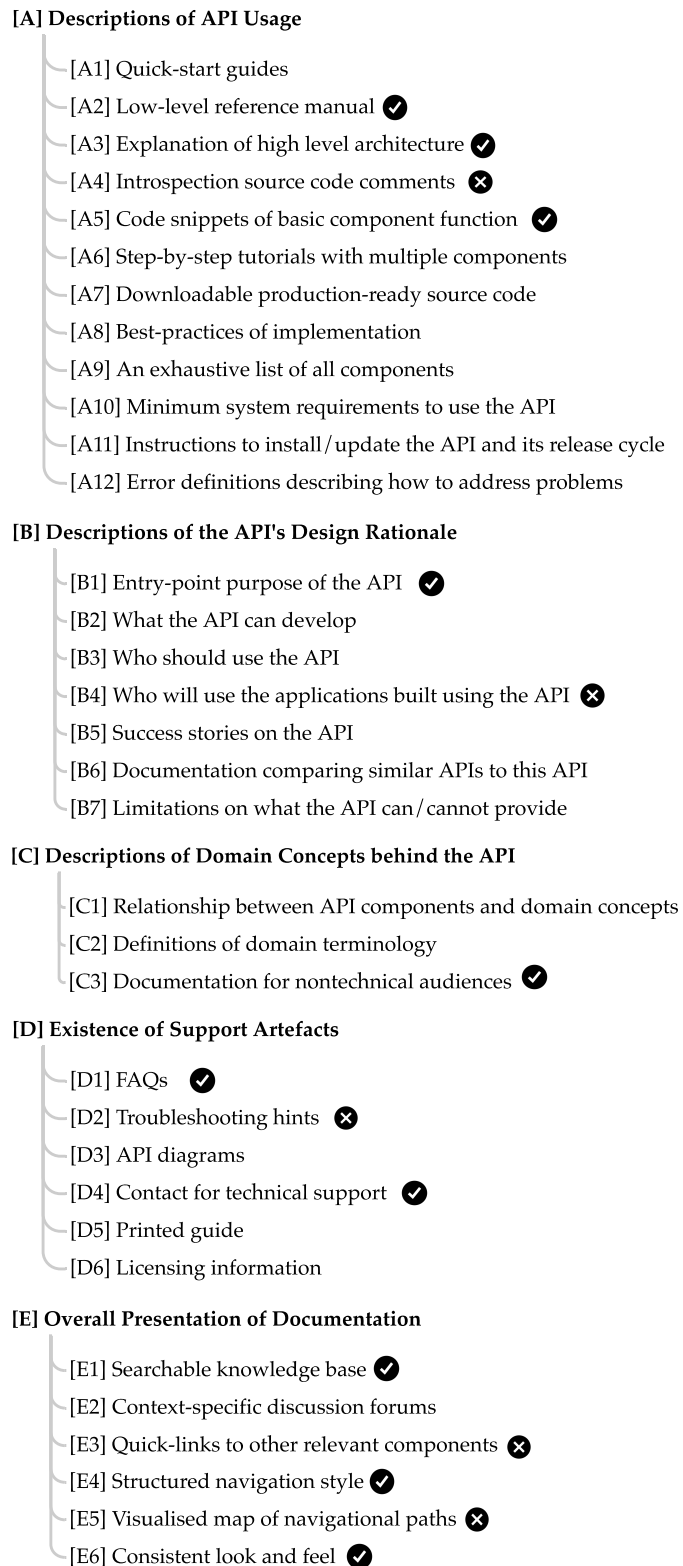 [A] Descriptions of API Usage
[A1] Quick-start guides
[A2] Low-level reference manual
[A3] Explanation of high level architecture
[A4] Introspection source code comments
[A5] Code snippets of basic component function
[A6] Step-by-step tutorials with multiple components
[A7] Downloadable production-ready source code
[A8] Best-practices of implementation
[A9] An exhaustive list of all components
[A10] Minimum system requirements to use the API
[A11] Instructions to install/update the API and its release cycle
[A12] Error definitions describing how to address problems
[B] Descriptions of the API's Design Rationale
[B1] Entry-point purpose of the API
[B2] What the API can develop
[B3] Who should use the API
[B4] Who will use the applications built using the API
[B5] Success stories on the API
[B6] Documentation comparing similar APIs to this API
[B7] Limitations on what the API can/cannot provide
[C] Descriptions of Domain Concepts behind the API
[C1] Relationship between API components and domain concepts
[C2] Definitions of domain terminology
[C3] Documentation for nontechnical audiences
[D] Existence of Support Artefacts
[D1] FAQs
[D2] Troubleshooting hints
[D3] API diagrams
[D4] Contact for technical support
[D5] Printed guide
[D6] Licensing information
[E] Overall Presentation of Documentation
[E1] Searchable knowledge base
[E2] Context-specific discussion forums
[E3] Quick-links to other relevant components
[E4] Structured navigation style
[E5] Visualised map of navigational paths
[E6] Consistent look and feel